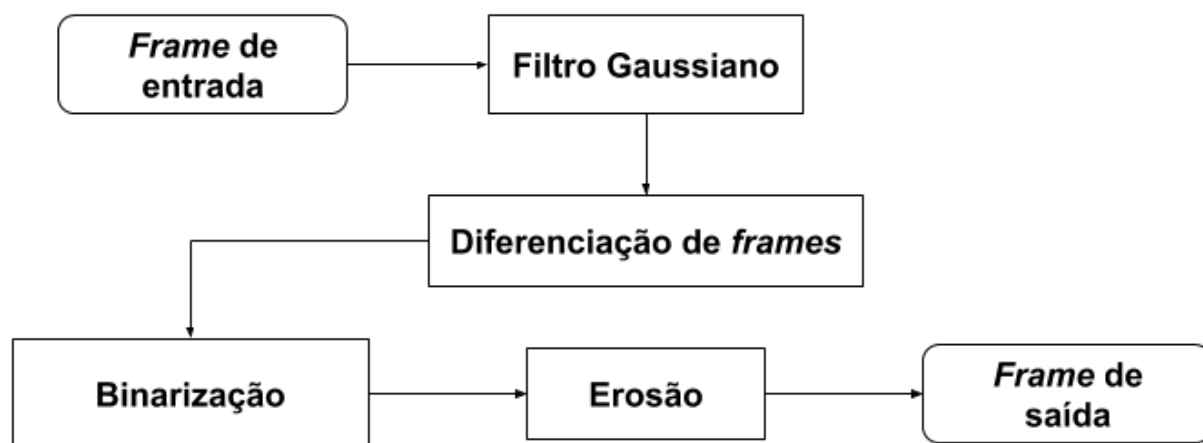 Frame de
entrada
Filtro Gaussiano
Diferenciação de frames
Binarização
Erosão
Frame de
saída